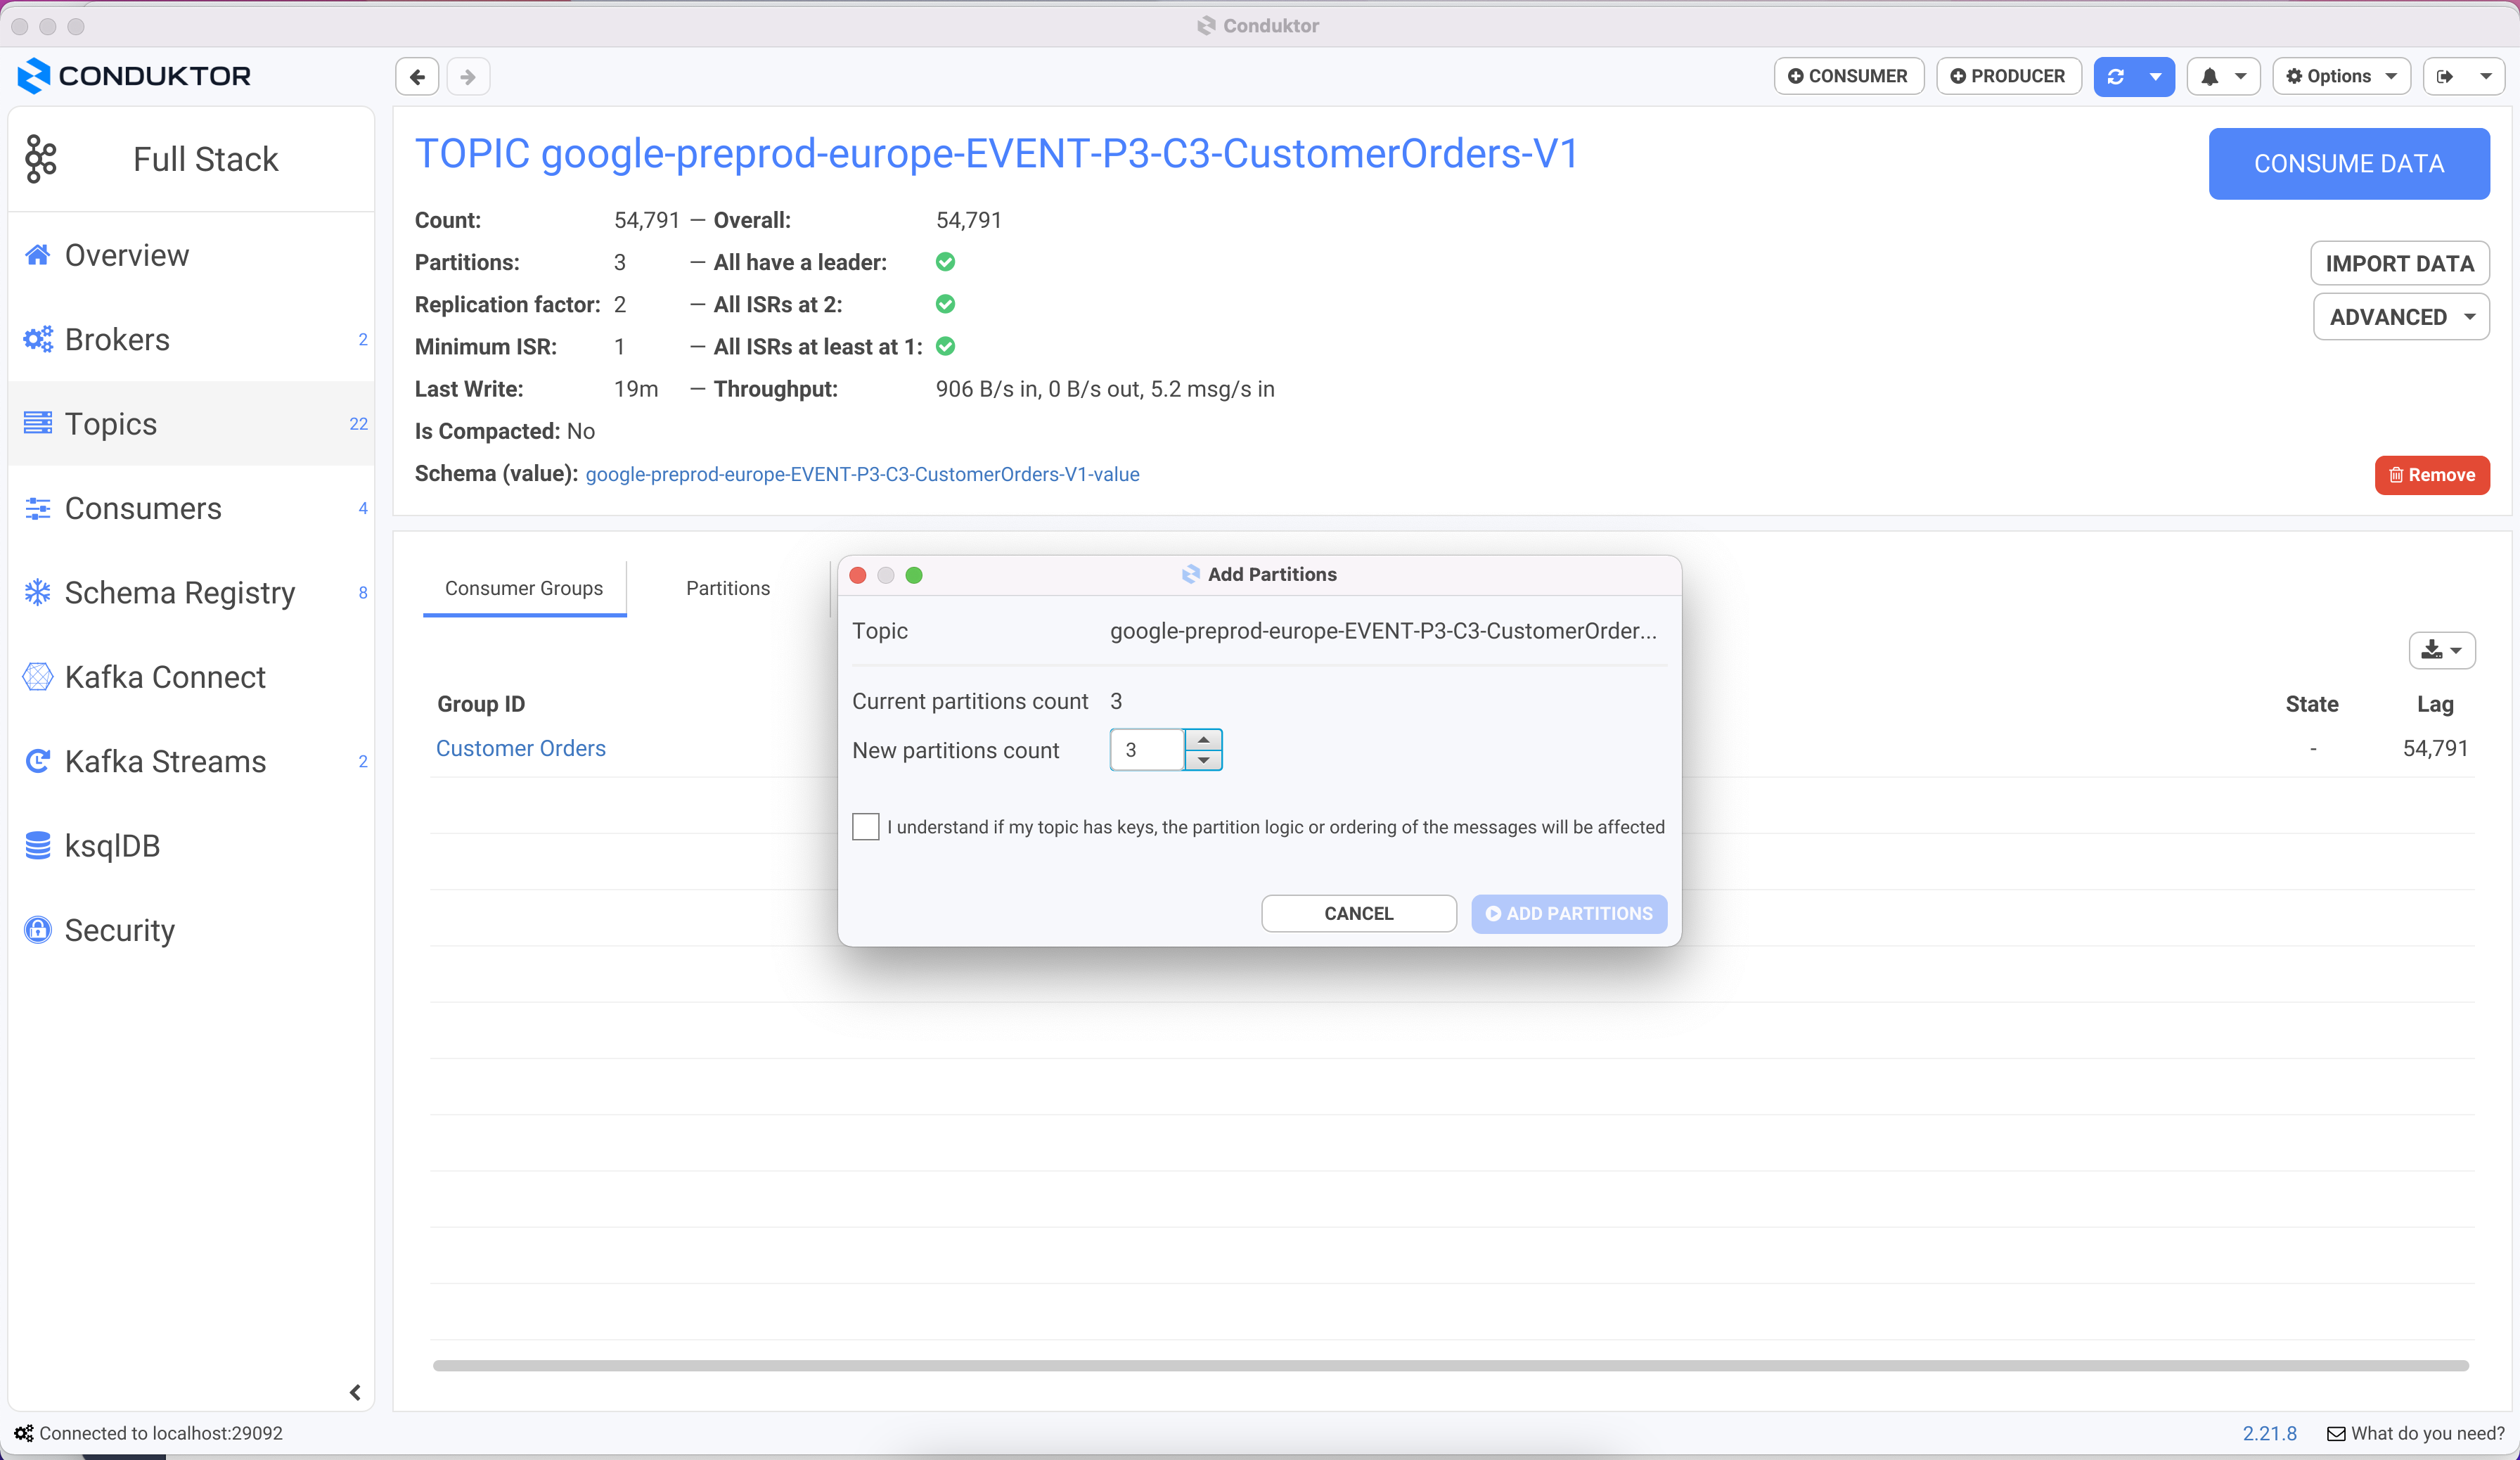 Conduktor
CONDUKTOR
CONSUMER
PRODUCER
Options
Full Stack
Overview
Brokers 2
Topics 22
Consumers 4
Schema Registry 8
Kafka Connect
Kafka Streams 2
ksqlDB
Security
TOPIC google-preprod-europe-EVENT-P3-C3-CustomerOrders-V1
CONSUME DATA
Count: 54,791 — Overall: 54,791
Partitions: 3 — All have a leader:
IMPORT DATA
Replication factor: 2 — All ISRs at 2:
ADVANCED
Minimum ISR: 1 — All ISRs at least at 1:
Last Write: 19m — Throughput: 906 B/s in, 0 B/s out, 5.2 msg/s in
Is Compacted: No
Schema (value): google-preprod-europe-EVENT-P3-C3-CustomerOrders-V1-value
Remove
Consumer Groups Partitions
Group ID State Lag
Customer Orders - 54,791
Add Partitions
Topic google-preprod-europe-EVENT-P3-C3-CustomerOrder...
Current partitions count 3
New partitions count 3
I understand if my topic has keys, the partition logic or ordering of the messages will be affected
CANCEL ADD PARTITIONS
Connected to localhost:29092
2.21.8 What do you need?